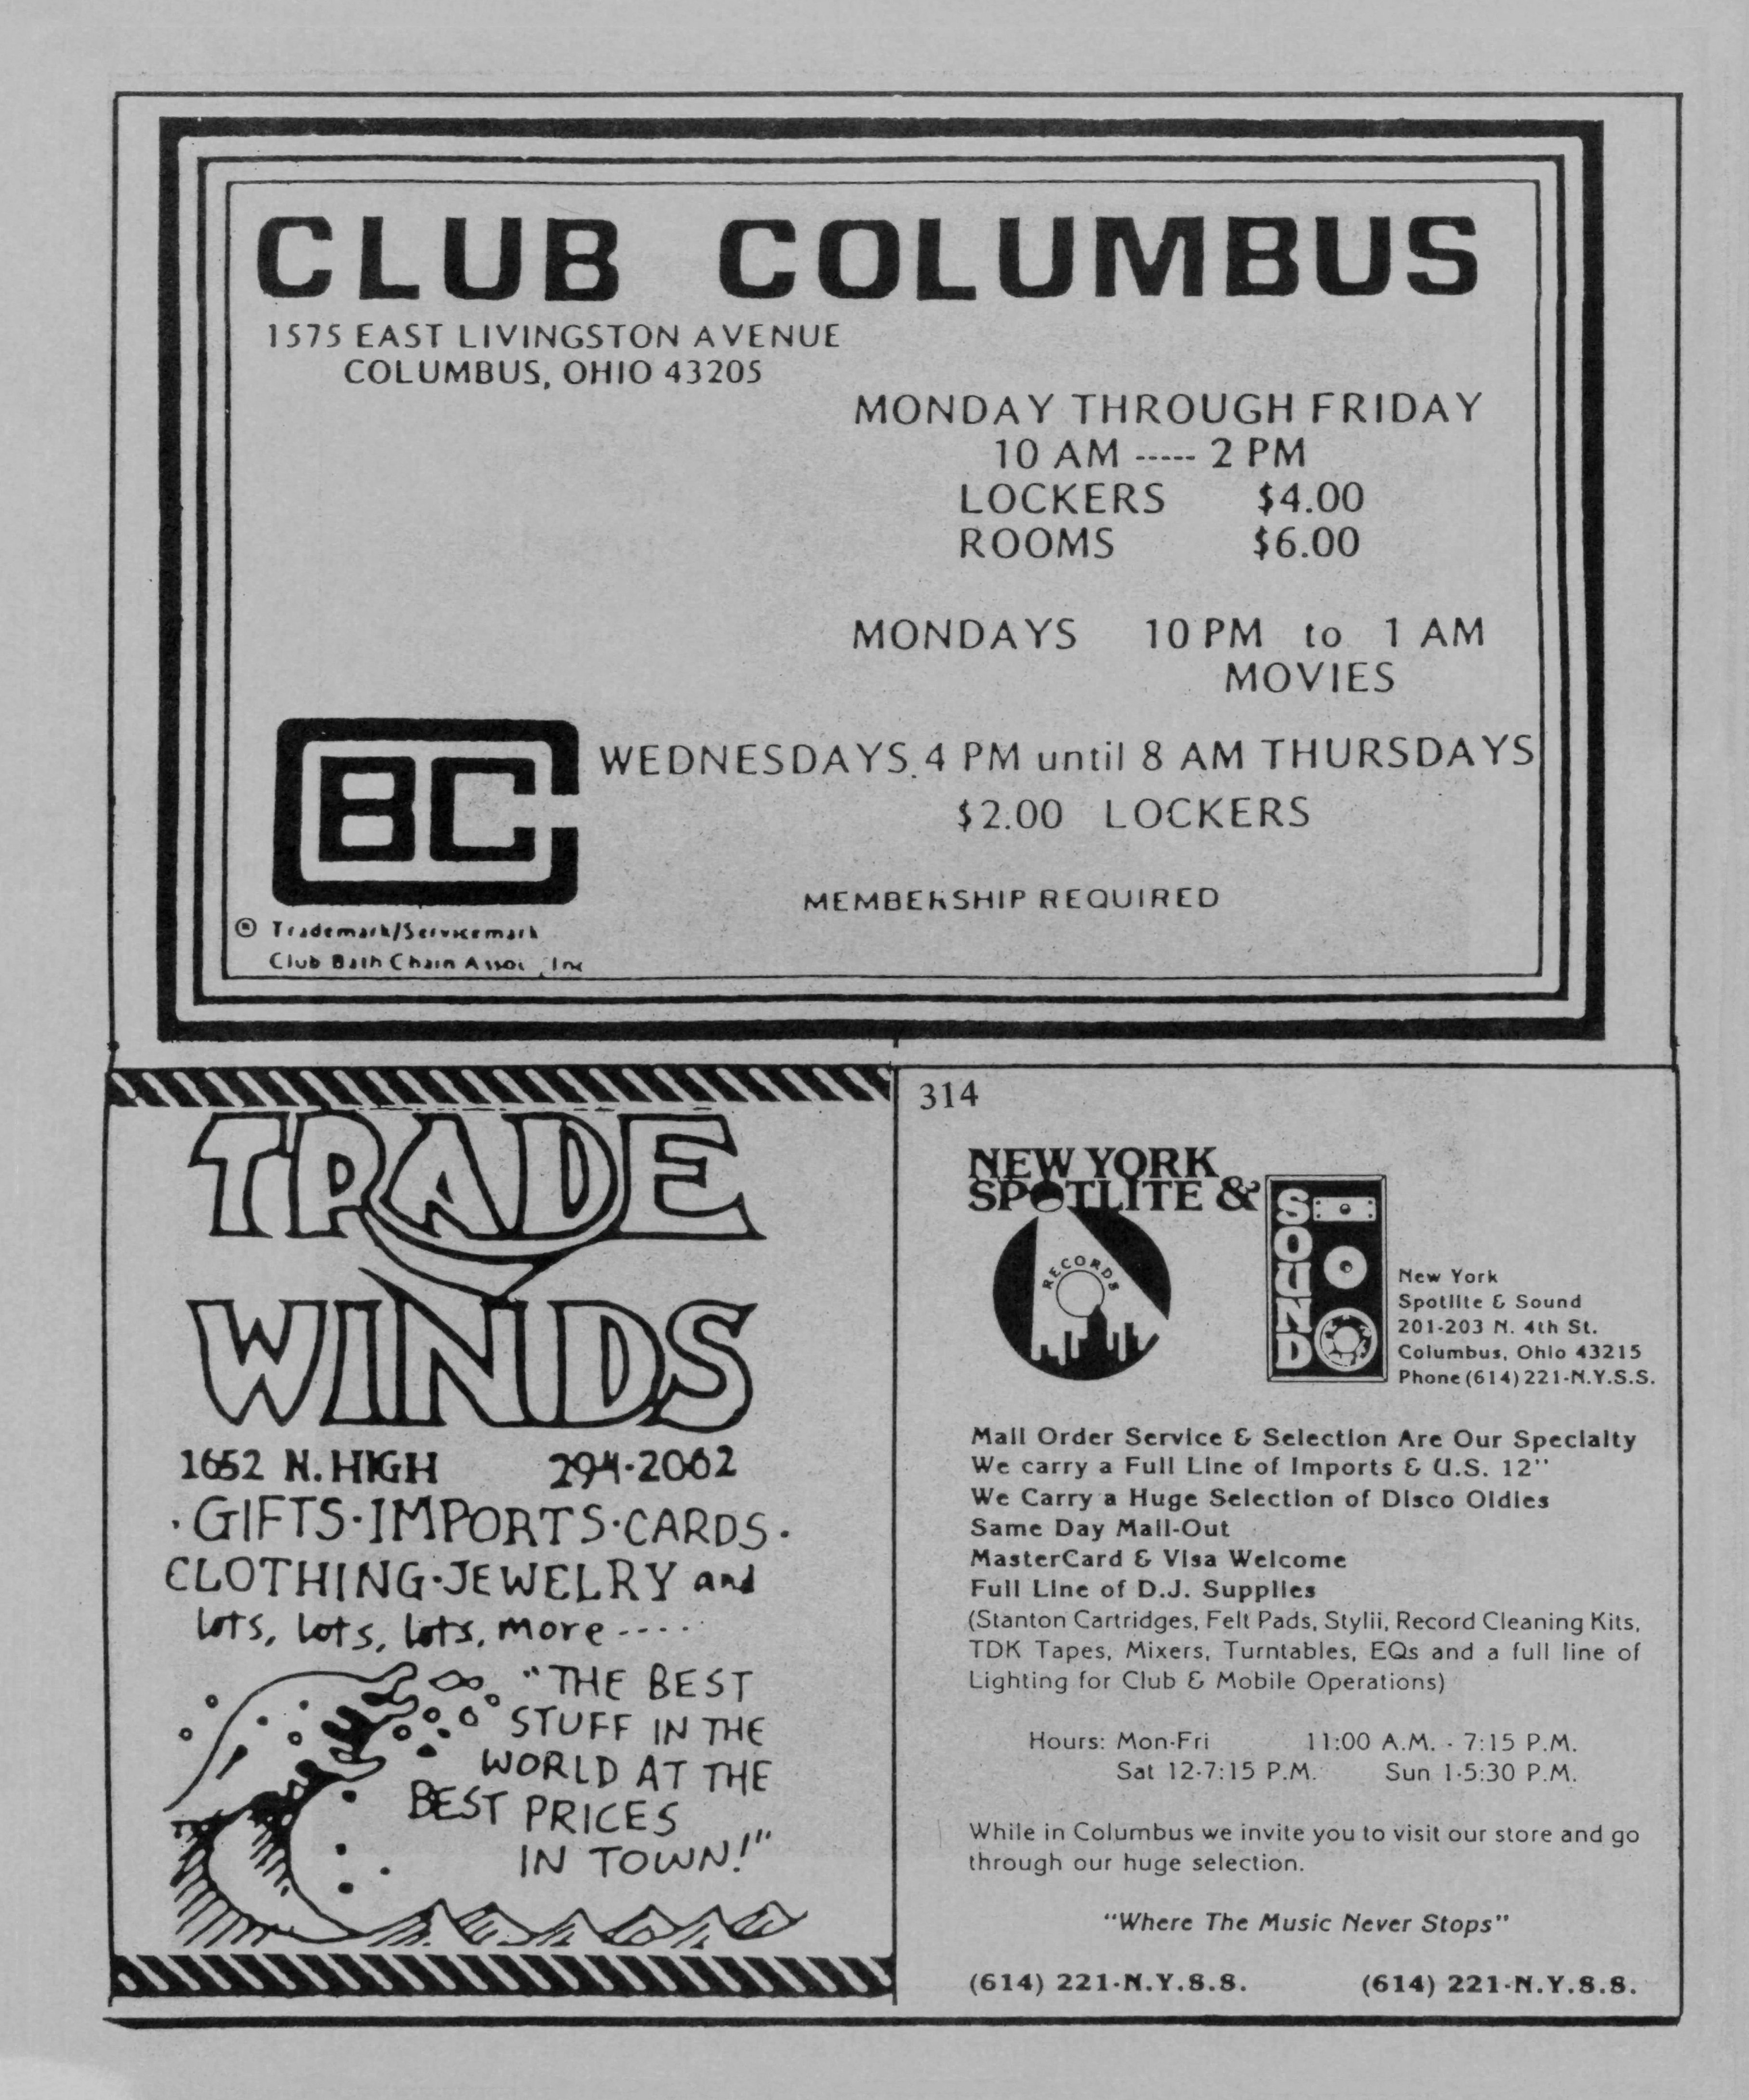 CLUB COLUMBUS
1575 EAST LIVINGSTON AVENUE
COLUMBUS, OHIO 43205
MONDAY THROUGH FRIDAY
10 AM ----- 2 PM
LOCKERS $4.00
ROOMS $6.00
MONDAYS 10 PM to 1 AM
MOVIES
WEDNESDAYS 4 PM until 8 AM THURSDAYS
$2.00 LOCKERS
MEMBERSHIP REQUIRED
CBC
® Trademark/Servicemark
Club Bath Chain Assoc., Inc
TRADE
WINDS
1652 N. HIGH 294-2062
·GIFTS·IMPORTS·CARDS·
CLOTHING·JEWELRY and
lots, lots, lots, more----
"THE BEST
STUFF IN THE
WORLD AT THE
BEST PRICES
IN TOWN!"
314
NEW YORK
SPOTLITE &
SOUND
RECORDS
New York
Spotlite & Sound
201-203 N. 4th St.
Columbus, Ohio 43215
Phone (614) 221-N.Y.S.S.
Mail Order Service & Selection Are Our Specialty
We carry a Full Line of Imports & U.S. 12''
We Carry a Huge Selection of Disco Oldies
Same Day Mail-Out
MasterCard & Visa Welcome
Full Line of D.J. Supplies
(Stanton Cartridges, Felt Pads, Stylii, Record Cleaning Kits,
TDK Tapes, Mixers, Turntables, EQs and a full line of
Lighting for Club & Mobile Operations)
Hours: Mon-Fri 11:00 A.M. - 7:15 P.M.
Sat 12-7:15 P.M. Sun 1-5:30 P.M.
While in Columbus we invite you to visit our store and go
through our huge selection.
"Where The Music Never Stops"
(614) 221-N.Y.S.S. (614) 221-N.Y.S.S.